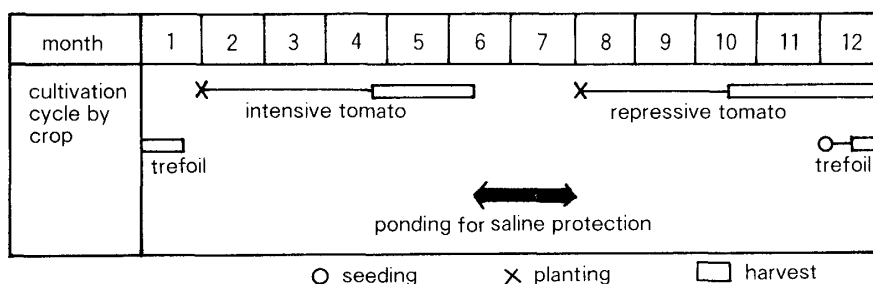 month 1 2 3 4 5 6 7 8 9 10 11 12
cultivation
cycle by
crop
intensive tomato repressive tomato
trefoil trefoil
ponding for saline protection
seeding planting harvest